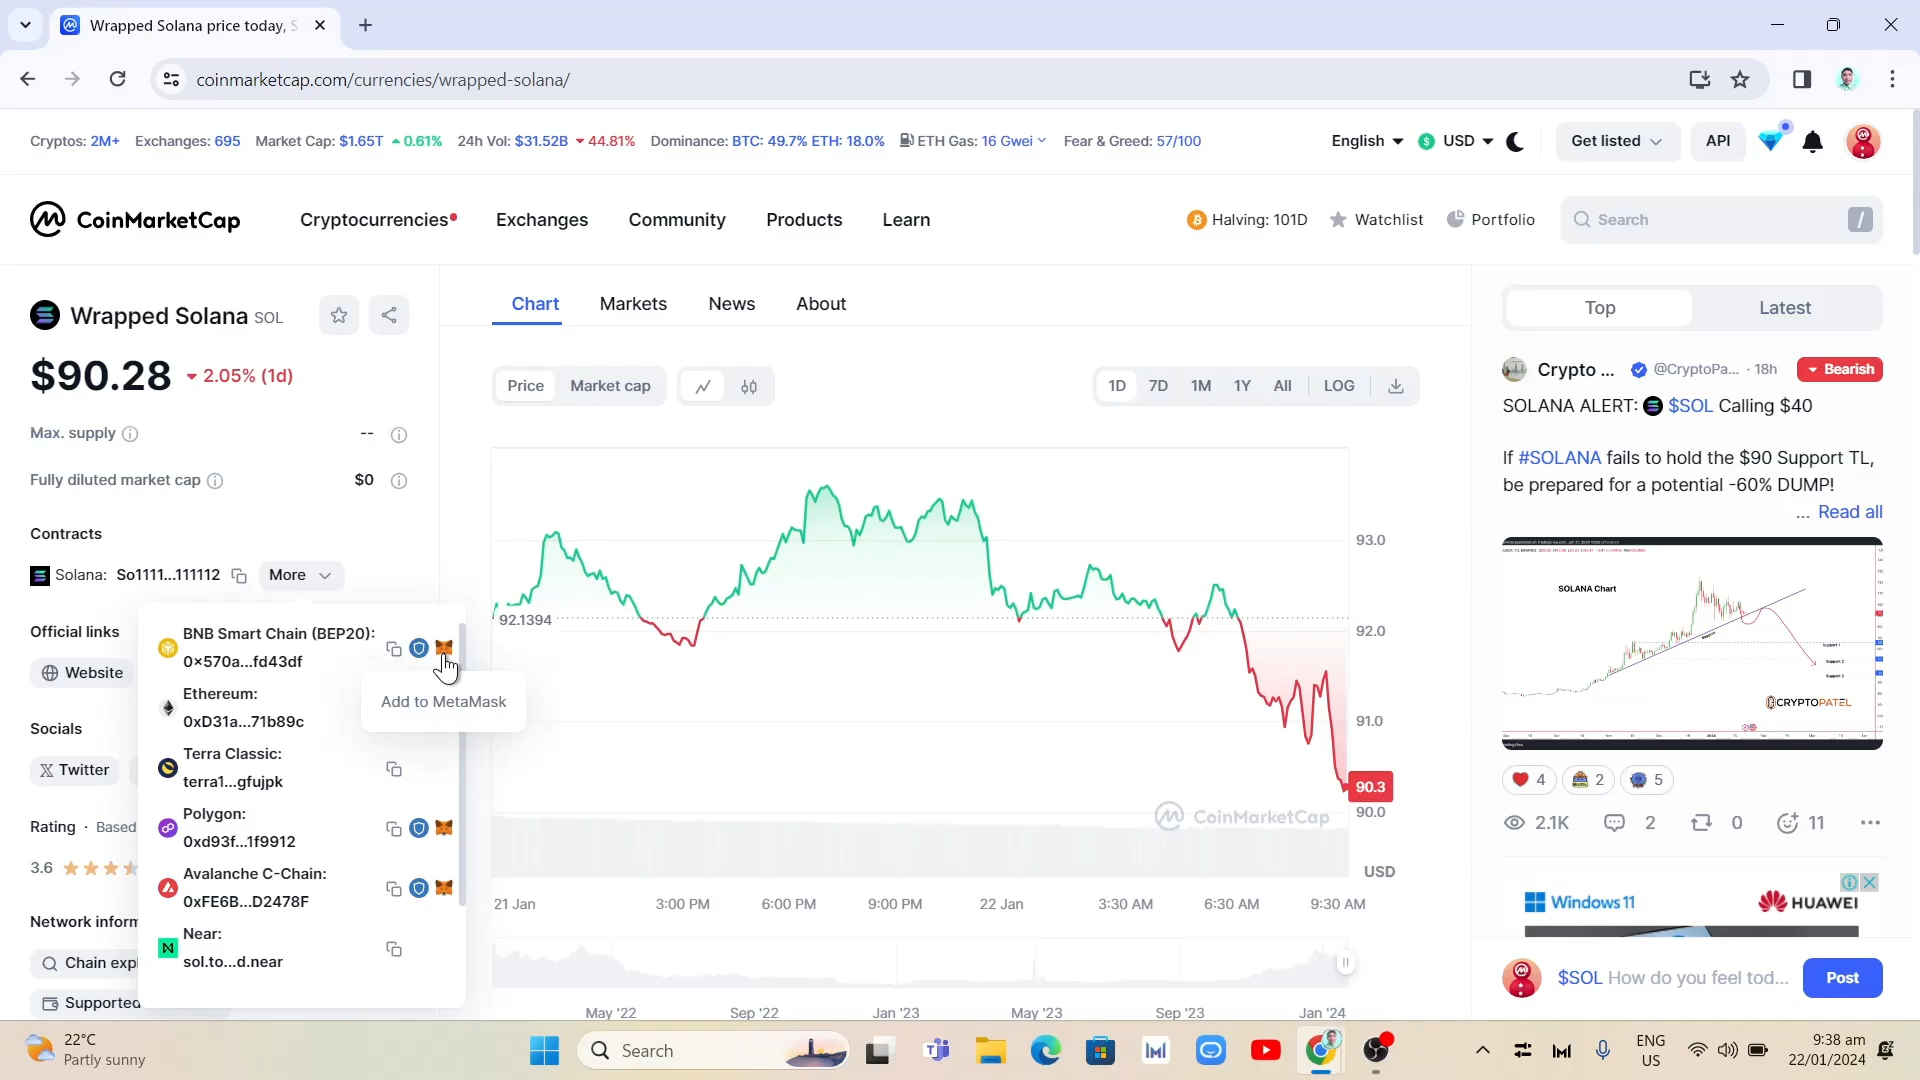 Wrapped Solana price today, S
coinmarketcap.com/currencies/wrapped-solana/
Cryptos: 2M+ Exchanges: 695 Market Cap: $1.65T 0.61% 24h Vol: $31.52B 44.81% Dominance: BTC: 49.7% ETH: 18.0% ETH Gas: 16 Gwei Fear & Greed: 57/100
English USD Get listed API
CoinMarketCap
Cryptocurrencies Exchanges Community Products Learn
Halving: 101D Watchlist Portfolio Search /
Wrapped Solana SOL
$90.28 2.05% (1d)
Max. supply --
Fully diluted market cap $0
Contracts
Solana: So1111...111112 More
BNB Smart Chain (BEP20):
0x570a...fd43df
Add to MetaMask
Ethereum:
0xD31a...71b89c
Terra Classic:
terra1...gfujpk
Polygon:
0xd93f...1f9912
Avalanche C-Chain:
0xFE6B...D2478F
Near:
sol.to...d.near
Official links
Website
Socials
Twitter
Rating · Based
3.6
Network inform
Chain expl
Supported
Chart Markets News About
Price Market cap
1D 7D 1M 1Y All LOG
92.1394
93.0
92.0
91.0
90.3
90.0
CoinMarketCap
USD
21 Jan 3:00 PM 6:00 PM 9:00 PM 22 Jan 3:30 AM 6:30 AM 9:30 AM
May '22 Sep '22 Jan '23 May '23 Sep '23 Jan '24
Top Latest
Crypto ... @CryptoPa... · 18h Bearish
SOLANA ALERT: $SOL Calling $40
If #SOLANA fails to hold the $90 Support TL,
be prepared for a potential -60% DUMP!
... Read all
SOLANA Chart
Support 1
Support 2
Support 3
CRYPTOPATEL
4 2 5
2.1K 2 0 11
Windows 11 HUAWEI
$SOL How do you feel tod... Post
22°C
Partly sunny
Search
ENG
US
9:38 am
22/01/2024